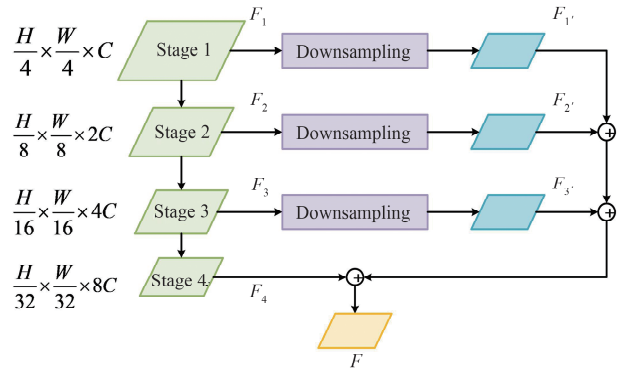 H/4 × W/4 × C Stage 1 F₁ Downsampling F₁′
H/8 × W/8 × 2C Stage 2 F₂ Downsampling F₂′
H/16 × W/16 × 4C Stage 3 F₃ Downsampling F₃′
H/32 × W/32 × 8C Stage 4 F₄
F